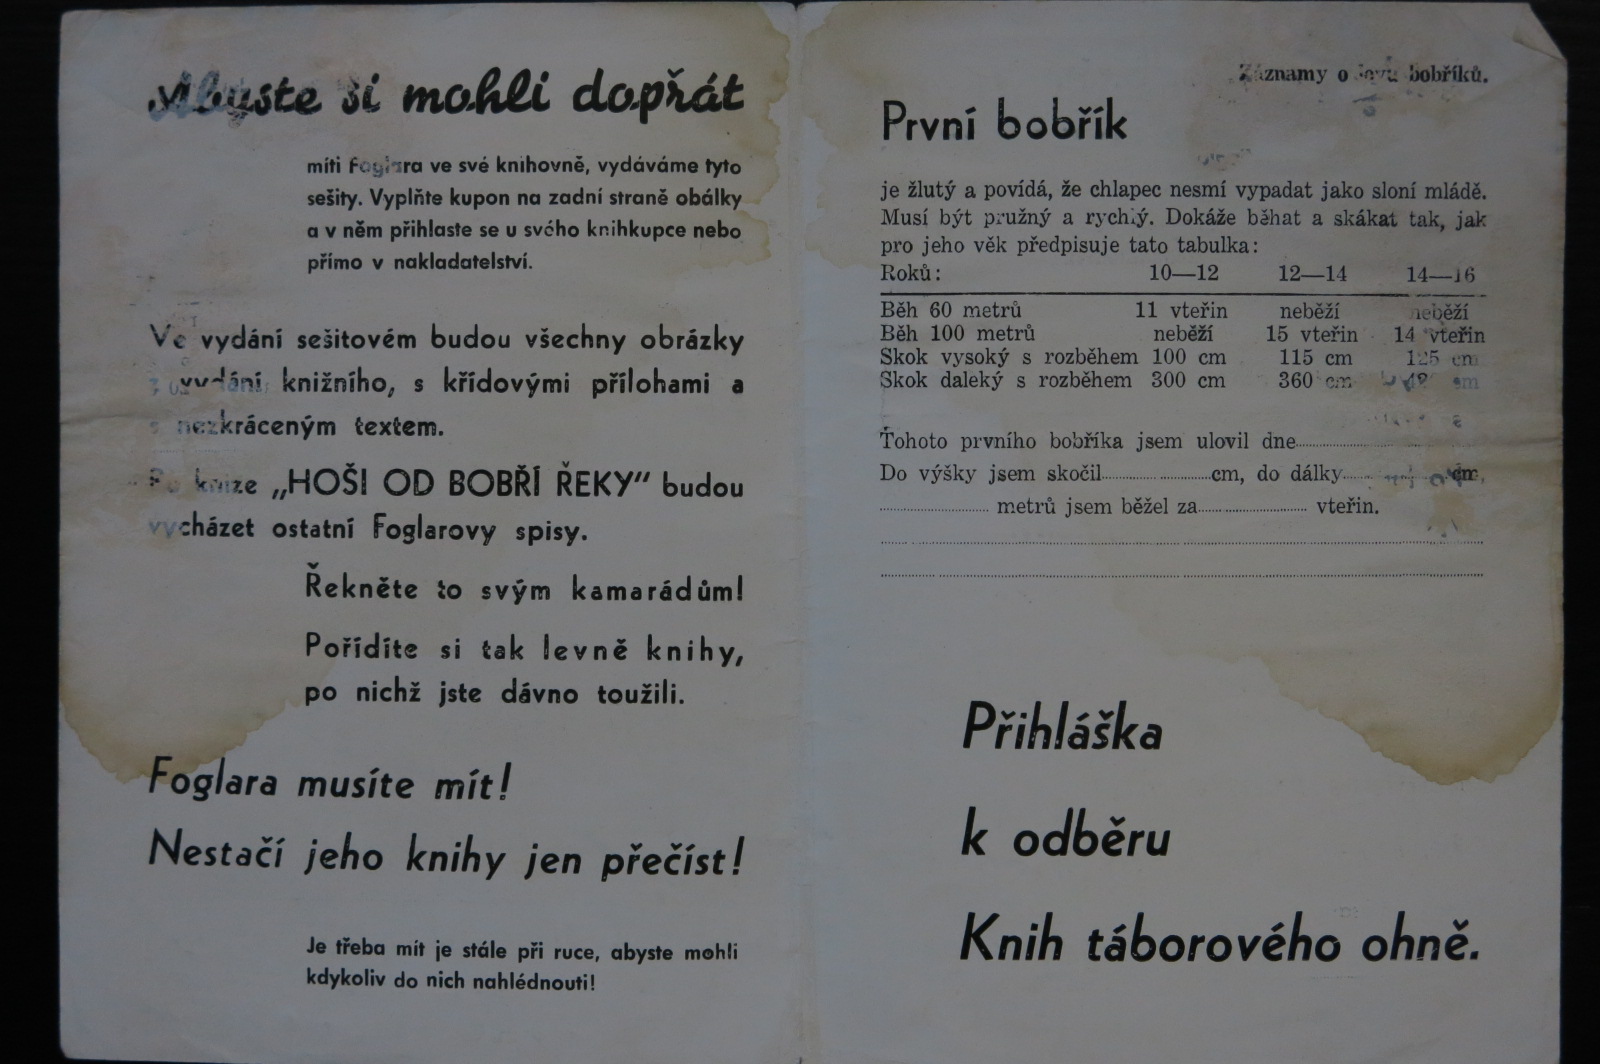 Abyste si mohli dopřát
míti Foglara ve své knihovně, vydáváme tyto
sešity. Vyplňte kupon na zadní straně obálky
a v něm přihlaste se u svého knihkupce nebo
přímo v nakladatelství.
Ve vydání sešitovém budou všechny obrázky
z vydání knižního, s křídovými přílohami a
s nezkráceným textem.
Po knize „HOŠI OD BOBŘÍ ŘEKY" budou
vycházet ostatní Foglarovy spisy.
Řekněte to svým kamarádům!
Pořídíte si tak levně knihy,
po nichž jste dávno toužili.
Foglara musíte mít!
Nestačí jeho knihy jen přečíst!
Je třeba mít je stále při ruce, abyste mohli
kdykoliv do nich nahlédnouti!
Záznamy o lovu bobříků.
První bobřík
je žlutý a povídá, že chlapec nesmí vypadat jako sloní mládě.
Musí být pružný a rychlý. Dokáže běhat a skákat tak, jak
pro jeho věk předpisuje tato tabulka:
Roků: 10—12 12—14 14—16
Běh 60 metrů 11 vteřin neběží neběží
Běh 100 metrů neběží 15 vteřin 14 vteřin
Skok vysoký s rozběhem 100 cm 115 cm 125 cm
Skok daleký s rozběhem 300 cm 360 cm cm
Tohoto prvního bobříka jsem ulovil dne
Do výšky jsem skočil cm, do dálky cm,
metrů jsem běžel za vteřin.
Přihláška
k odběru
Knih táborového ohně.